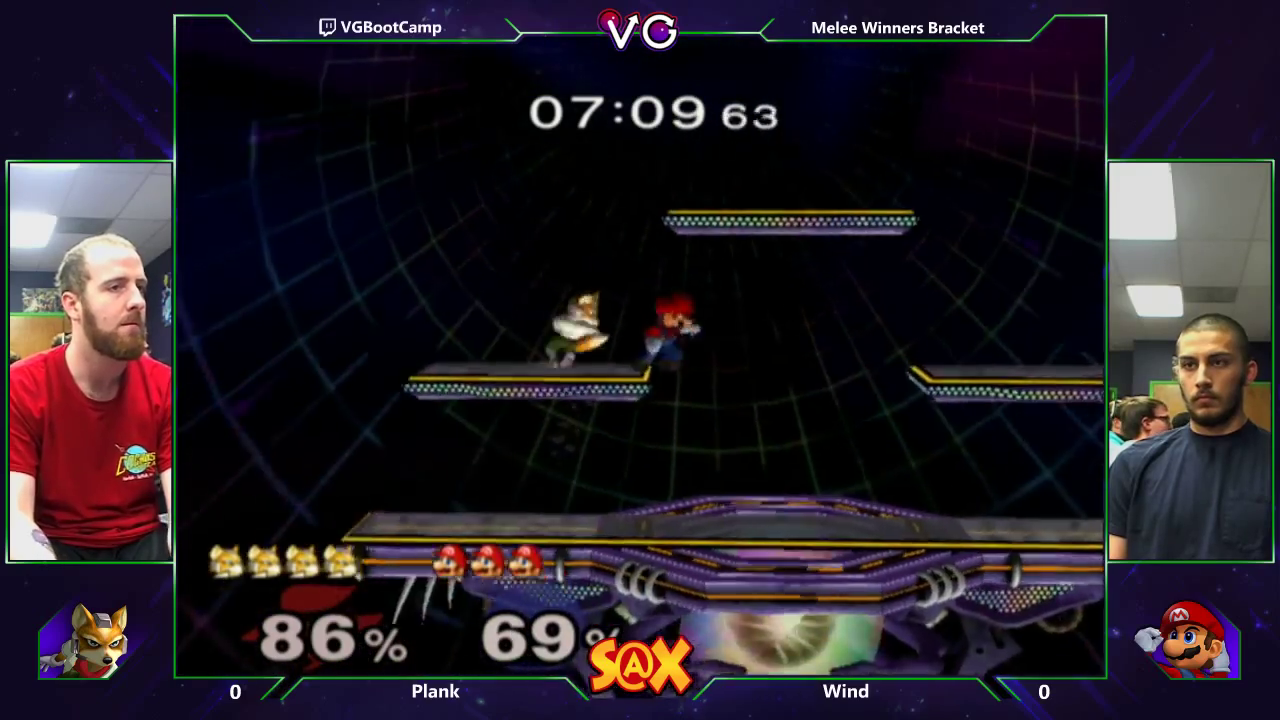 VGBootCamp
VG
Melee Winners Bracket
07:09 63
86%
69%
S@X
0
Plank
Wind
0